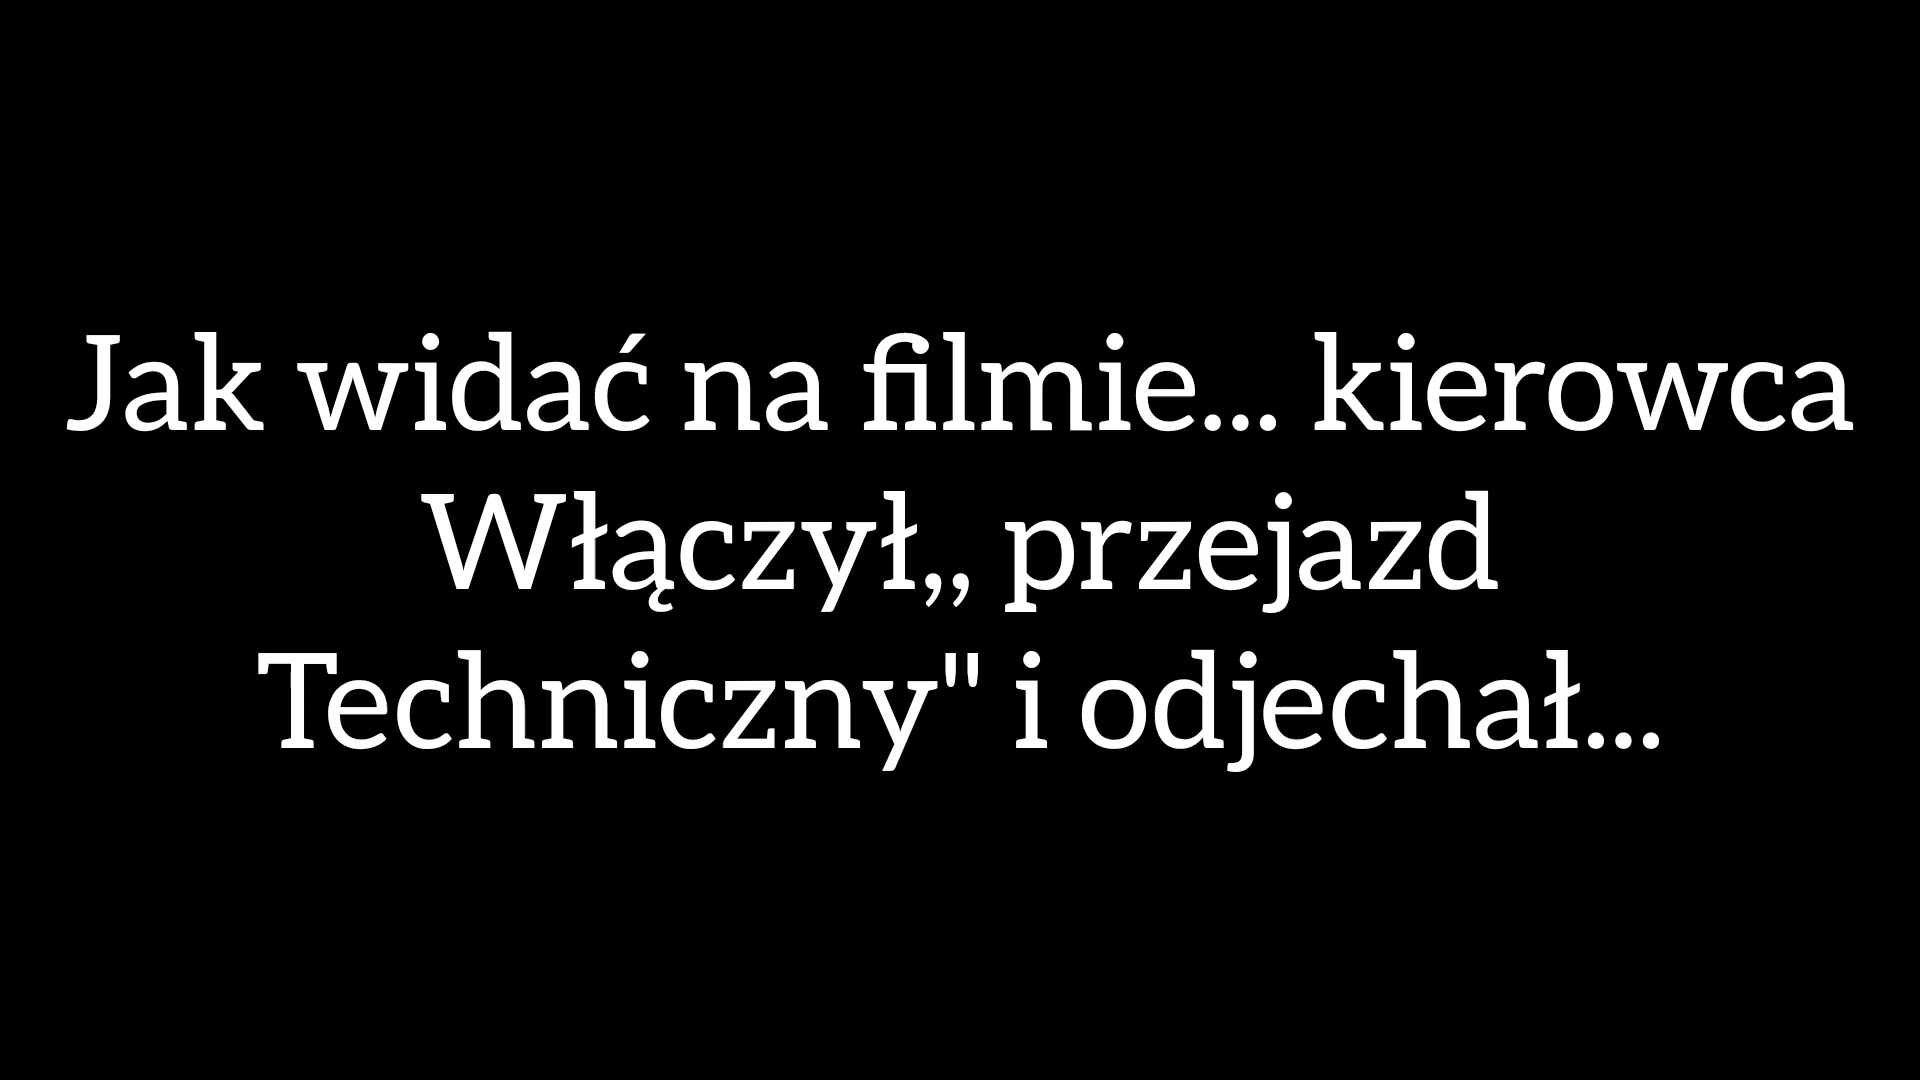 Jak widać na filmie... kierowca
Włączył,, przejazd
Techniczny" i odjechał...